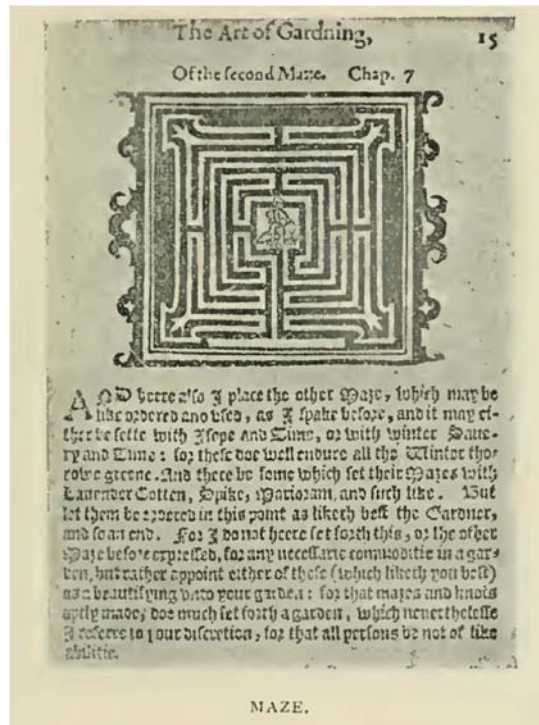 The Art of Gardning,
15
Of the second Maze. Chap. 7
AND heere also I place the other Maze, which may be
like ordered and used, as I spake before, and it may ei-
ther be sette with Isope and Time, or with winter Saue-
ry and Time: for these doe well endure all the Winter tho-
rowe greene. And there be some which set their Mazes with
Lauender Cotten, Spike, Marioram, and such like. But
let them be ordered in this point as liketh best the Gardner,
and so an end. For I do not heere set forth this, or the other
Maze before expressed, for any necessarie commoditie in a gar-
den, but rather appoint either of these (which liketh you best)
as a beautifying vnto your garden: for that mazes and knots
aptly made, doe much set forth a garden, which neuerthelesse
I referre to your discretion, for that all persons be not of like
abilitie.
MAZE.